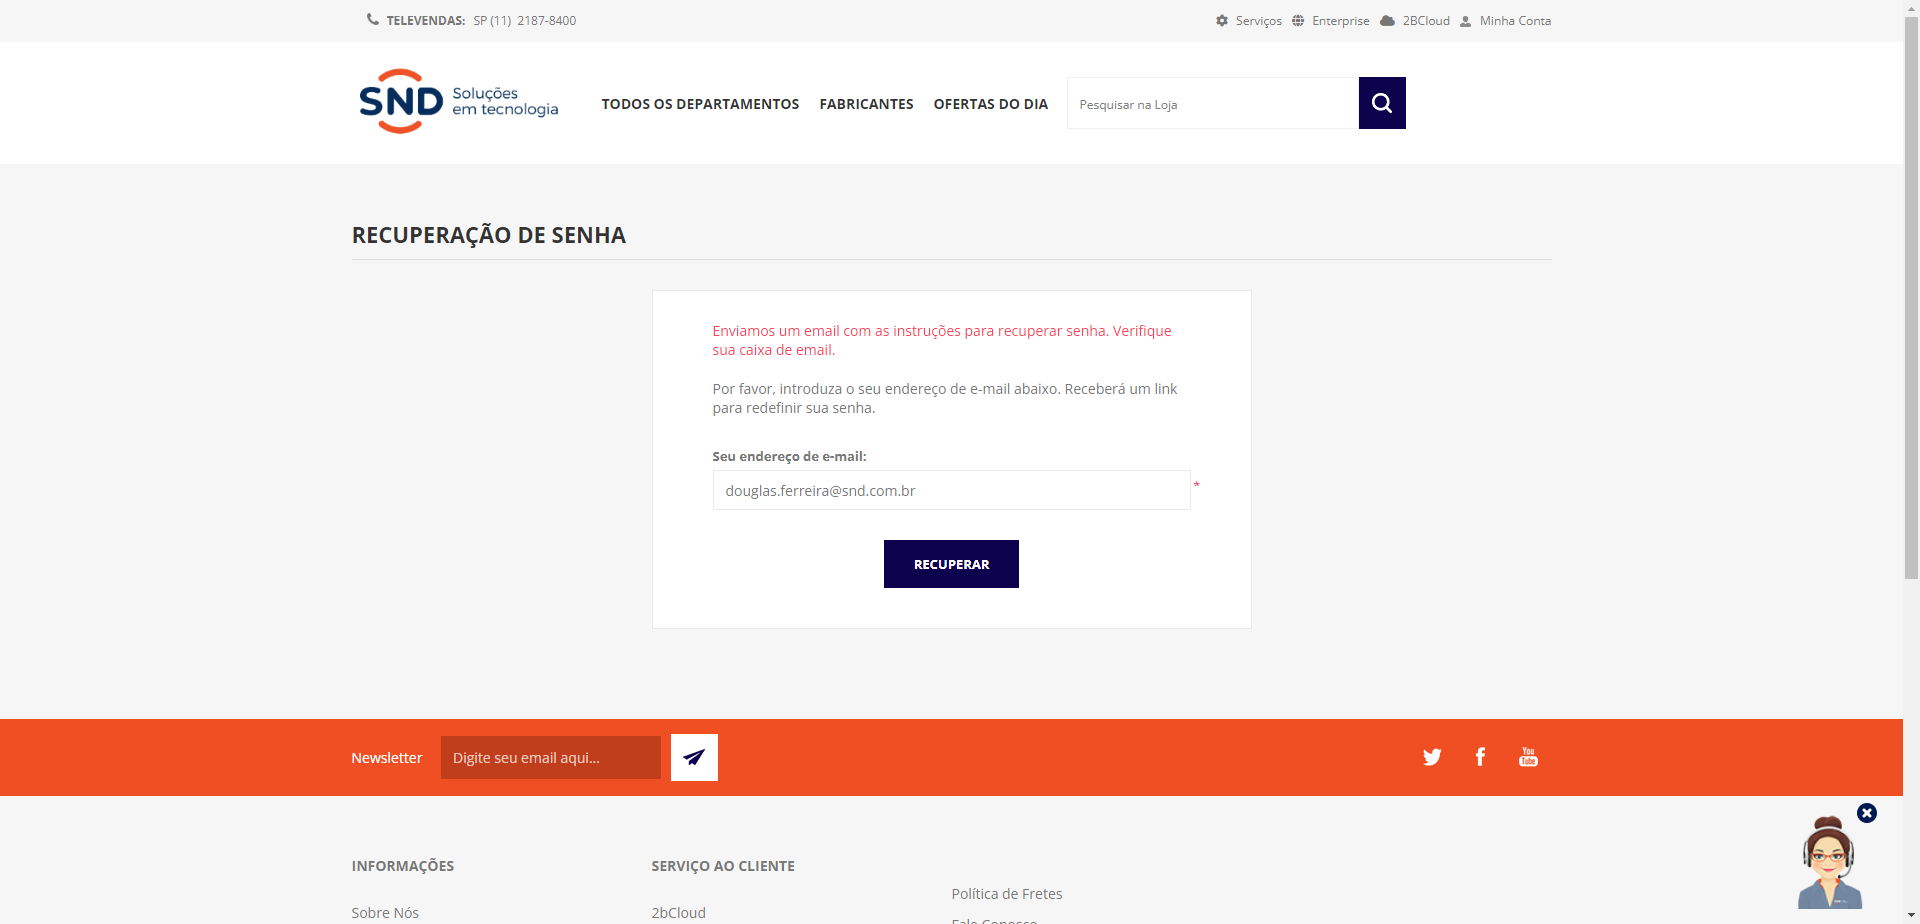 TELEVENDAS: SP (11) 2187-8400
Serviços Enterprise 2BCloud Minha Conta
SND Soluções
em tecnologia
TODOS OS DEPARTAMENTOS FABRICANTES OFERTAS DO DIA Pesquisar na Loja
RECUPERAÇÃO DE SENHA
Enviamos um email com as instruções para recuperar senha. Verifique
sua caixa de email.
Por favor, introduza o seu endereço de e-mail abaixo. Receberá um link
para redefinir sua senha.
Seu endereço de e-mail:
douglas.ferreira@snd.com.br *
RECUPERAR
Newsletter Digite seu email aqui...
You
Tube
INFORMAÇÕES SERVIÇO AO CLIENTE
Política de Fretes
Sobre Nós 2bCloud
Fale Conosco